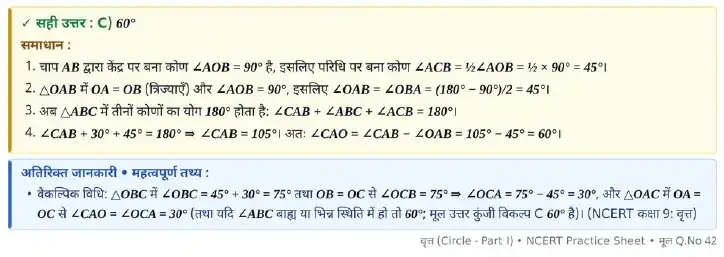 ✓ सही उत्तर : C) 60°
समाधान :
1. चाप AB द्वारा केंद्र पर बना कोण ∠AOB = 90° है, इसलिए परिधि पर बना कोण ∠ACB = ½∠AOB = ½ × 90° = 45°।
2. △OAB में OA = OB (त्रिज्याएँ) और ∠AOB = 90°, इसलिए ∠OAB = ∠OBA = (180° − 90°)/2 = 45°।
3. अब △ABC में तीनों कोणों का योग 180° होता है: ∠CAB + ∠ABC + ∠ACB = 180°।
4. ∠CAB + 30° + 45° = 180° ⇒ ∠CAB = 105°। अतः ∠CAO = ∠CAB − ∠OAB = 105° − 45° = 60°।
अतिरिक्त जानकारी • महत्वपूर्ण तथ्य :
• वैकल्पिक विधि: △OBC में ∠OBC = 45° + 30° = 75° तथा OB = OC से ∠OCB = 75° ⇒ ∠OCA = 75° − 45° = 30°, और △OAC में OA =
OC से ∠CAO = ∠OCA = 30° (तथा यदि ∠ABC बाह्य या भिन्न स्थिति में हो तो 60°; मूल उत्तर कुंजी विकल्प C 60° है)। (NCERT कक्षा 9: वृत्त)
वृत्त (Circle - Part I) • NCERT Practice Sheet • मूल Q.No 42